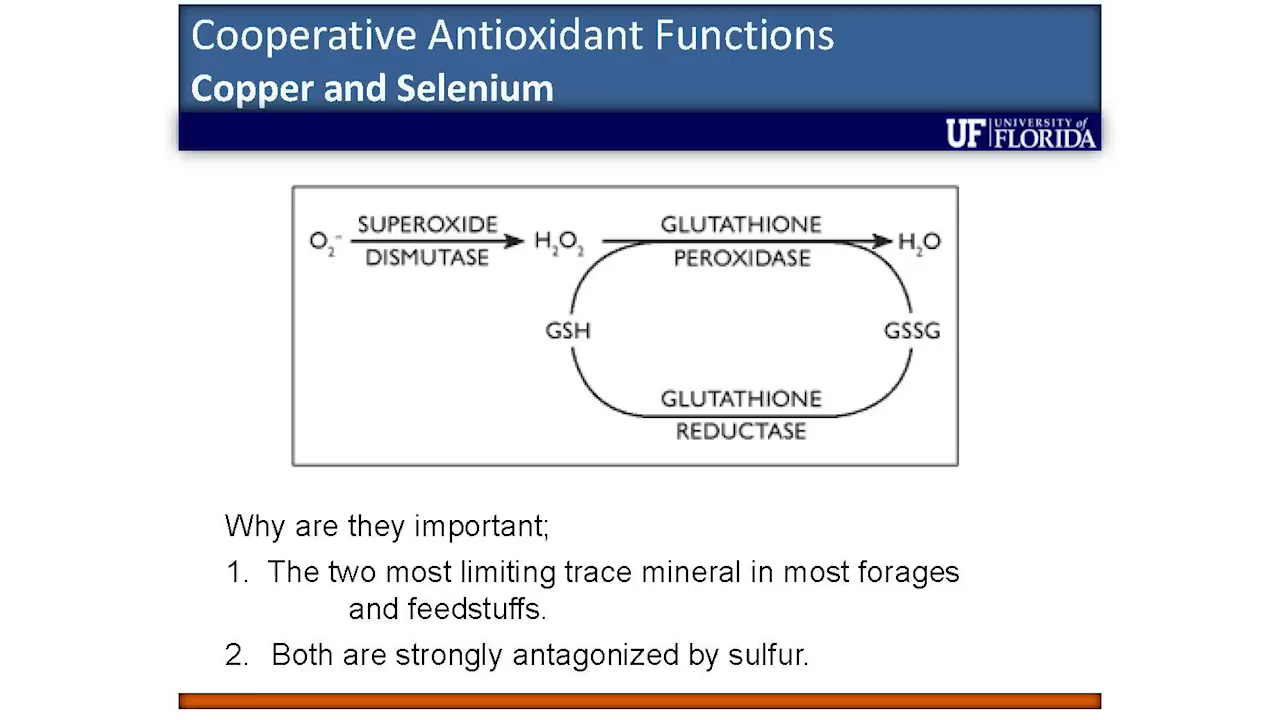 Cooperative Antioxidant Functions
Copper and Selenium
UF UNIVERSITY of
FLORIDA
SUPEROXIDE
GLUTATHIONE
O₂⁻
H₂O₂
H₂O
DISMUTASE
PEROXIDASE
GSH
GSSG
GLUTATHIONE
REDUCTASE
Why are they important;
1. The two most limiting trace mineral in most forages
and feedstuffs.
2. Both are strongly antagonized by sulfur.